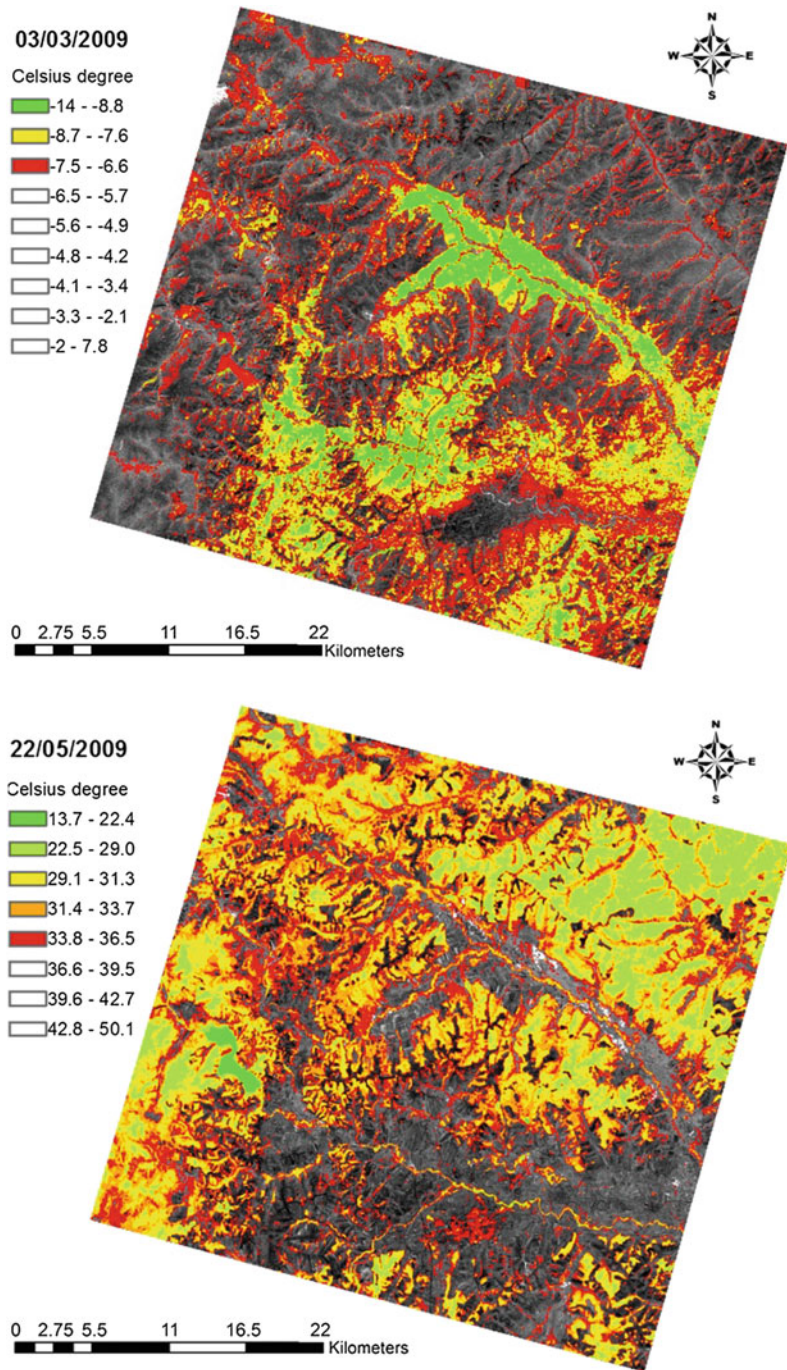 03/03/2009
Celsius degree
-14 - -8.8
-8.7 - -7.6
-7.5 - -6.6
-6.5 - -5.7
-5.6 - -4.9
-4.8 - -4.2
-4.1 - -3.4
-3.3 - -2.1
-2 - 7.8
N
W E
S
0 2.75 5.5 11 16.5 22
Kilometers
22/05/2009
Celsius degree
13.7 - 22.4
22.5 - 29.0
29.1 - 31.3
31.4 - 33.7
33.8 - 36.5
36.6 - 39.5
39.6 - 42.7
42.8 - 50.1
N
W E
S
0 2.75 5.5 11 16.5 22
Kilometers